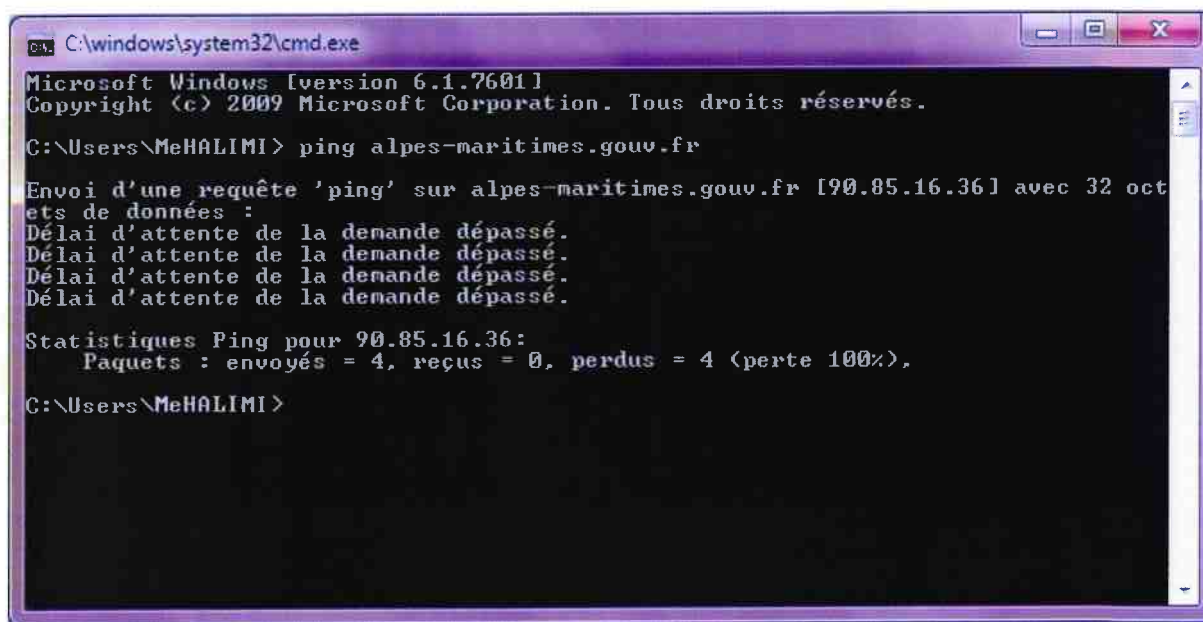 C:\windows\system32\cmd.exe
Microsoft Windows [version 6.1.7601]
Copyright (c) 2009 Microsoft Corporation. Tous droits réservés.
C:\Users\MeHALIMI> ping alpes-maritimes.gouv.fr
Envoi d'une requête 'ping' sur alpes-maritimes.gouv.fr [90.85.16.36] avec 32 oct
ets de données :
Délai d'attente de la demande dépassé.
Délai d'attente de la demande dépassé.
Délai d'attente de la demande dépassé.
Délai d'attente de la demande dépassé.
Statistiques Ping pour 90.85.16.36:
Paquets : envoyés = 4, reçus = 0, perdus = 4 (perte 100%),
C:\Users\MeHALIMI>